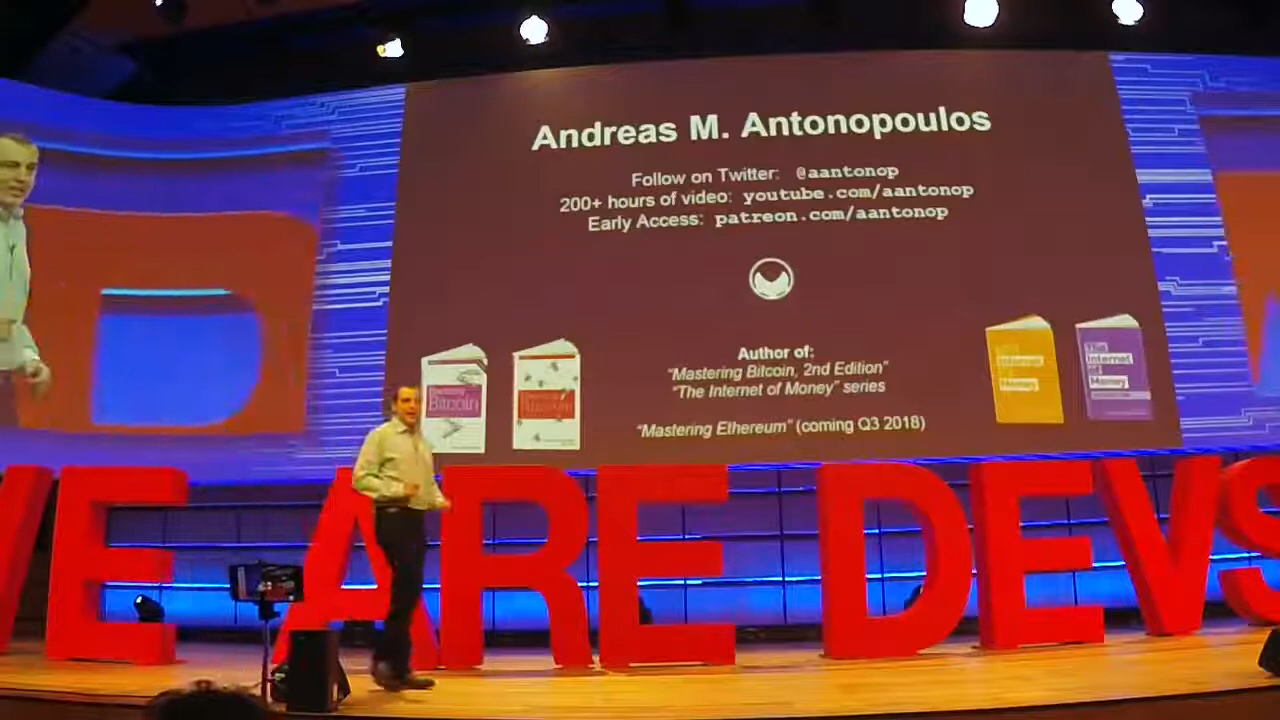 Andreas M. Antonopoulos
Follow on Twitter: @aantonop
200+ hours of video: youtube.com/aantonop
Early Access: patreon.com/aantonop
Author of:
"Mastering Bitcoin, 2nd Edition"
"The Internet of Money" series
"Mastering Ethereum" (coming Q3 2018)
Bitcoin
Internet
Money
The
Internet
of
Money
WE ARE DEVS